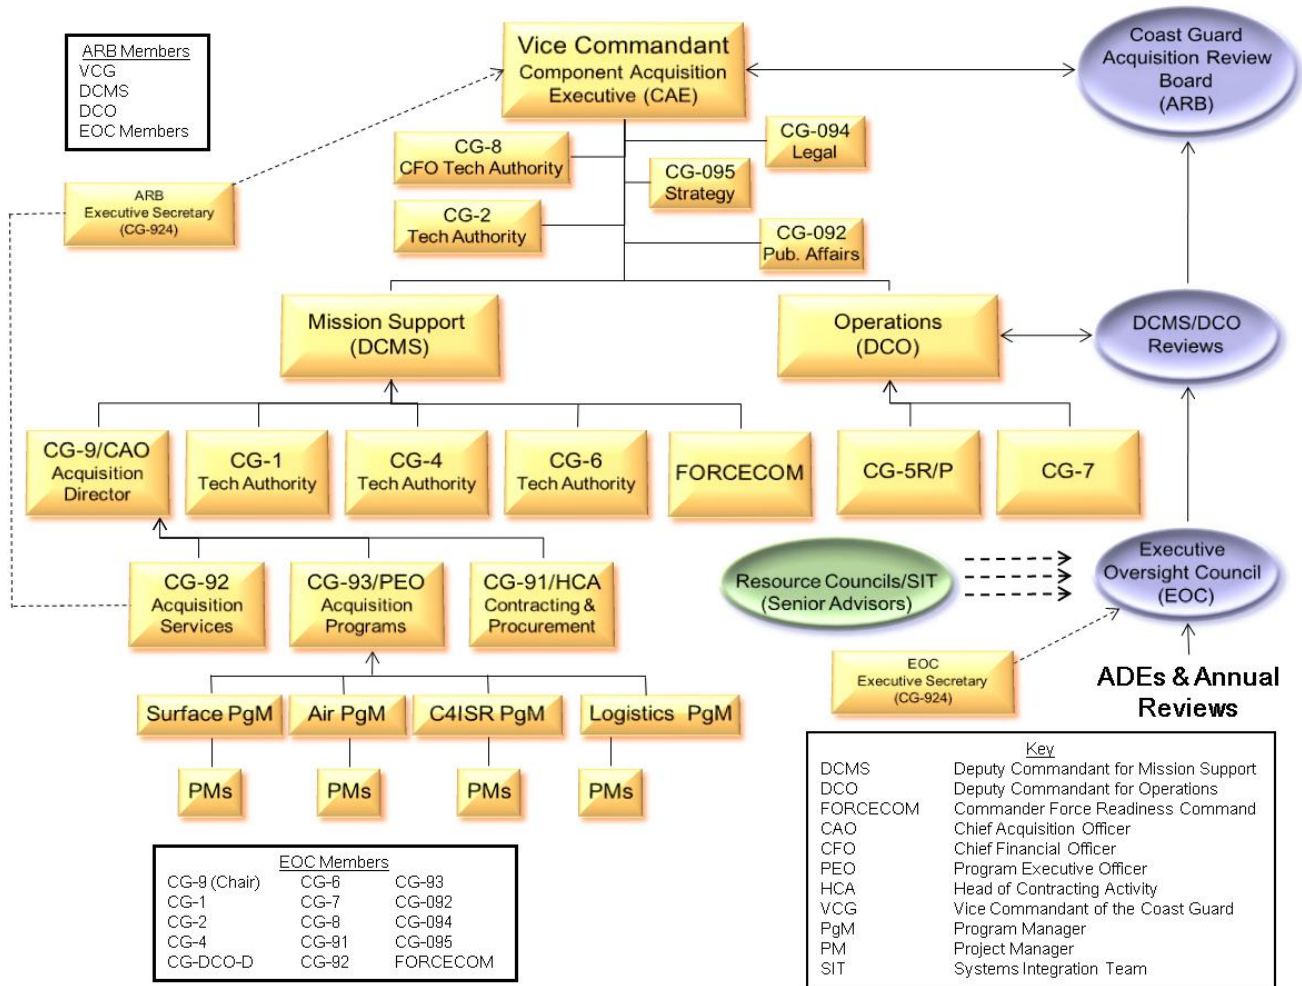 Vice Commandant
Component Acquisition
Executive (CAE)
Coast Guard
Acquisition Review
Board
(ARB)
ARB Members
VCG
DCMS
DCO
EOC Members
CG-8
CFO Tech Authority
CG-094
Legal
CG-095
Strategy
ARB
Executive Secretary
(CG-924)
CG-2
Tech Authority
CG-092
Pub. Affairs
Mission Support
(DCMS)
Operations
(DCO)
DCMS/DCO
Reviews
CG-9/CAO
Acquisition
Director
CG-1
Tech Authority
CG-4
Tech Authority
CG-6
Tech Authority
FORCECOM
CG-5R/P
CG-7
CG-92
Acquisition
Services
CG-93/PEO
Acquisition
Programs
CG-91/HCA
Contracting &
Procurement
Resource Councils/SIT
(Senior Advisors)
Executive
Oversight Council
(EOC)
EOC
Executive Secretary
(CG-924)
ADEs & Annual
Reviews
Surface PgM
Air PgM
C4ISR PgM
Logistics PgM
PMs
PMs
PMs
PMs
EOC Members
CG-9 (Chair) CG-6 CG-93
CG-1 CG-7 CG-092
CG-2 CG-8 CG-094
CG-4 CG-91 CG-095
CG-DCO-D CG-92 FORCECOM
Key
DCMS Deputy Commandant for Mission Support
DCO Deputy Commandant for Operations
FORCECOM Commander Force Readiness Command
CAO Chief Acquisition Officer
CFO Chief Financial Officer
PEO Program Executive Officer
HCA Head of Contracting Activity
VCG Vice Commandant of the Coast Guard
PgM Program Manager
PM Project Manager
SIT Systems Integration Team